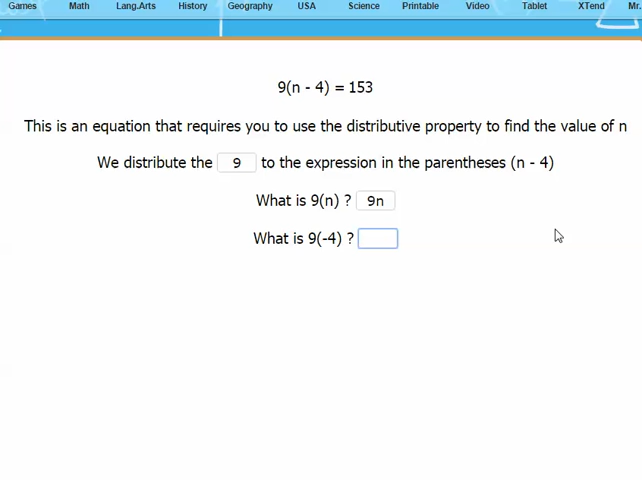 Games Math Lang.Arts History Geography USA Science Printable Video Tablet XTend Mr.
9(n - 4) = 153
This is an equation that requires you to use the distributive property to find the value of n
We distribute the 9 to the expression in the parentheses (n - 4)
What is 9(n) ? 9n
What is 9(-4) ?